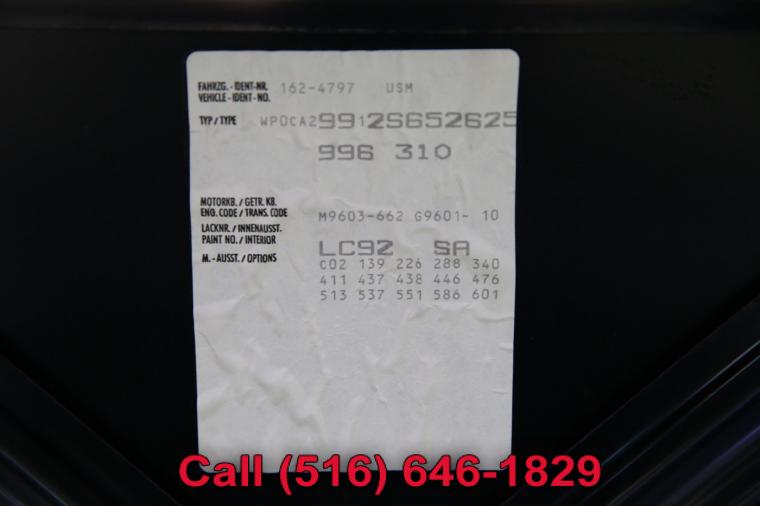 FAHRZG. - IDENT-NR. 162-4797 USM
VEHICLE - IDENT - NO.
TYP / TYPE WP0CA29912S652625
996 310
MOTORKB. / GETR. KB.
ENG. CODE / TRANS. CODE M9603-662 G9601- 10
LACKNR. / INNENAUSST.
PAINT NO. / INTERIOR LC9Z SA
M. - AUSST. / OPTIONS C02 139 226 288 340
411 437 438 446 476
513 537 551 586 601
Call (516) 646-1829